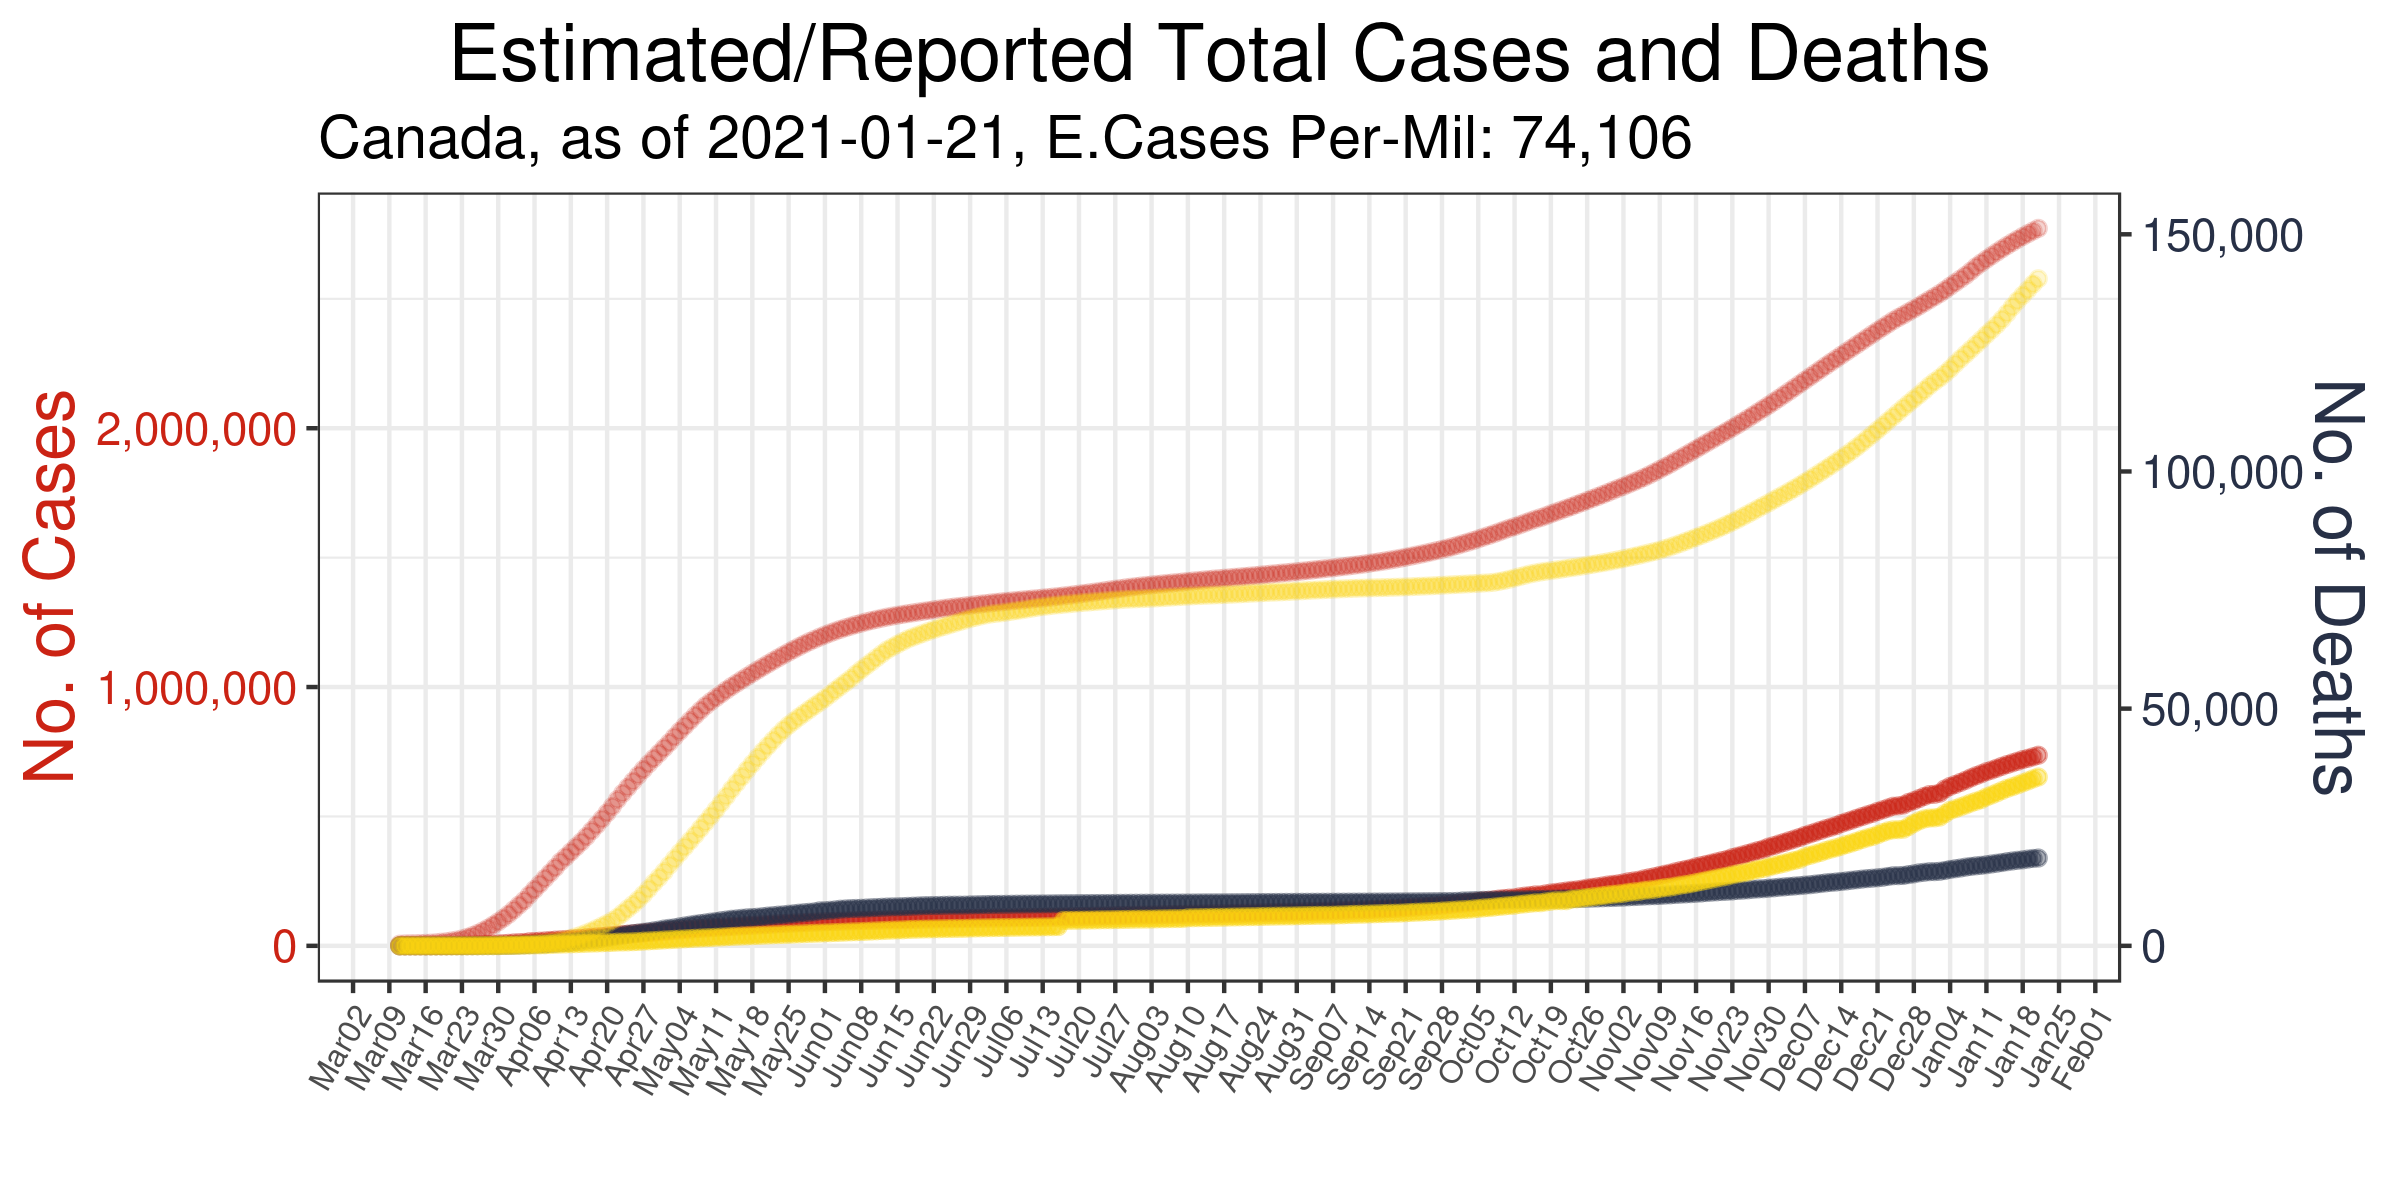 Estimated/Reported Total Cases and Deaths
Canada, as of 2021-01-21, E.Cases Per-Mil: 74,106
No. of Cases
2,000,000
1,000,000
0
150,000
100,000
50,000
0
No. of Deaths
Mar02 Mar09 Mar16 Mar23 Mar30 Apr06 Apr13 Apr20 Apr27 May04 May11 May18 May25 Jun01 Jun08 Jun15 Jun22 Jun29 Jul06 Jul13 Jul20 Jul27 Aug03 Aug10 Aug17 Aug24 Aug31 Sep07 Sep14 Sep21 Sep28 Oct05 Oct12 Oct19 Oct26 Nov02 Nov09 Nov16 Nov23 Nov30 Dec07 Dec14 Dec21 Dec28 Jan04 Jan11 Jan18 Jan25 Feb01